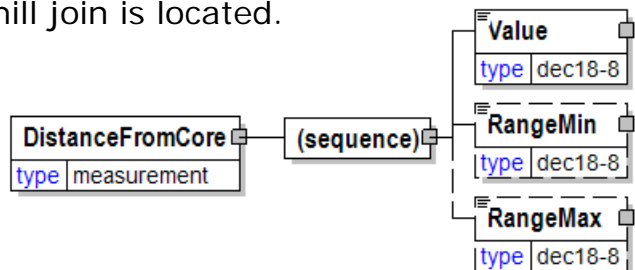 hill join is located.
Value
type dec18-8
RangeMin
DistanceFromCore (sequence)
type dec18-8
type measurement
RangeMax
type dec18-8